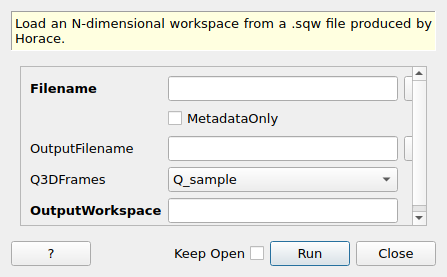 Load an N-dimensional workspace from a .sqw file produced by
Horace.
Filename
MetadataOnly
OutputFilename
Q3DFrames Q_sample
OutputWorkspace
? Keep Open Run Close